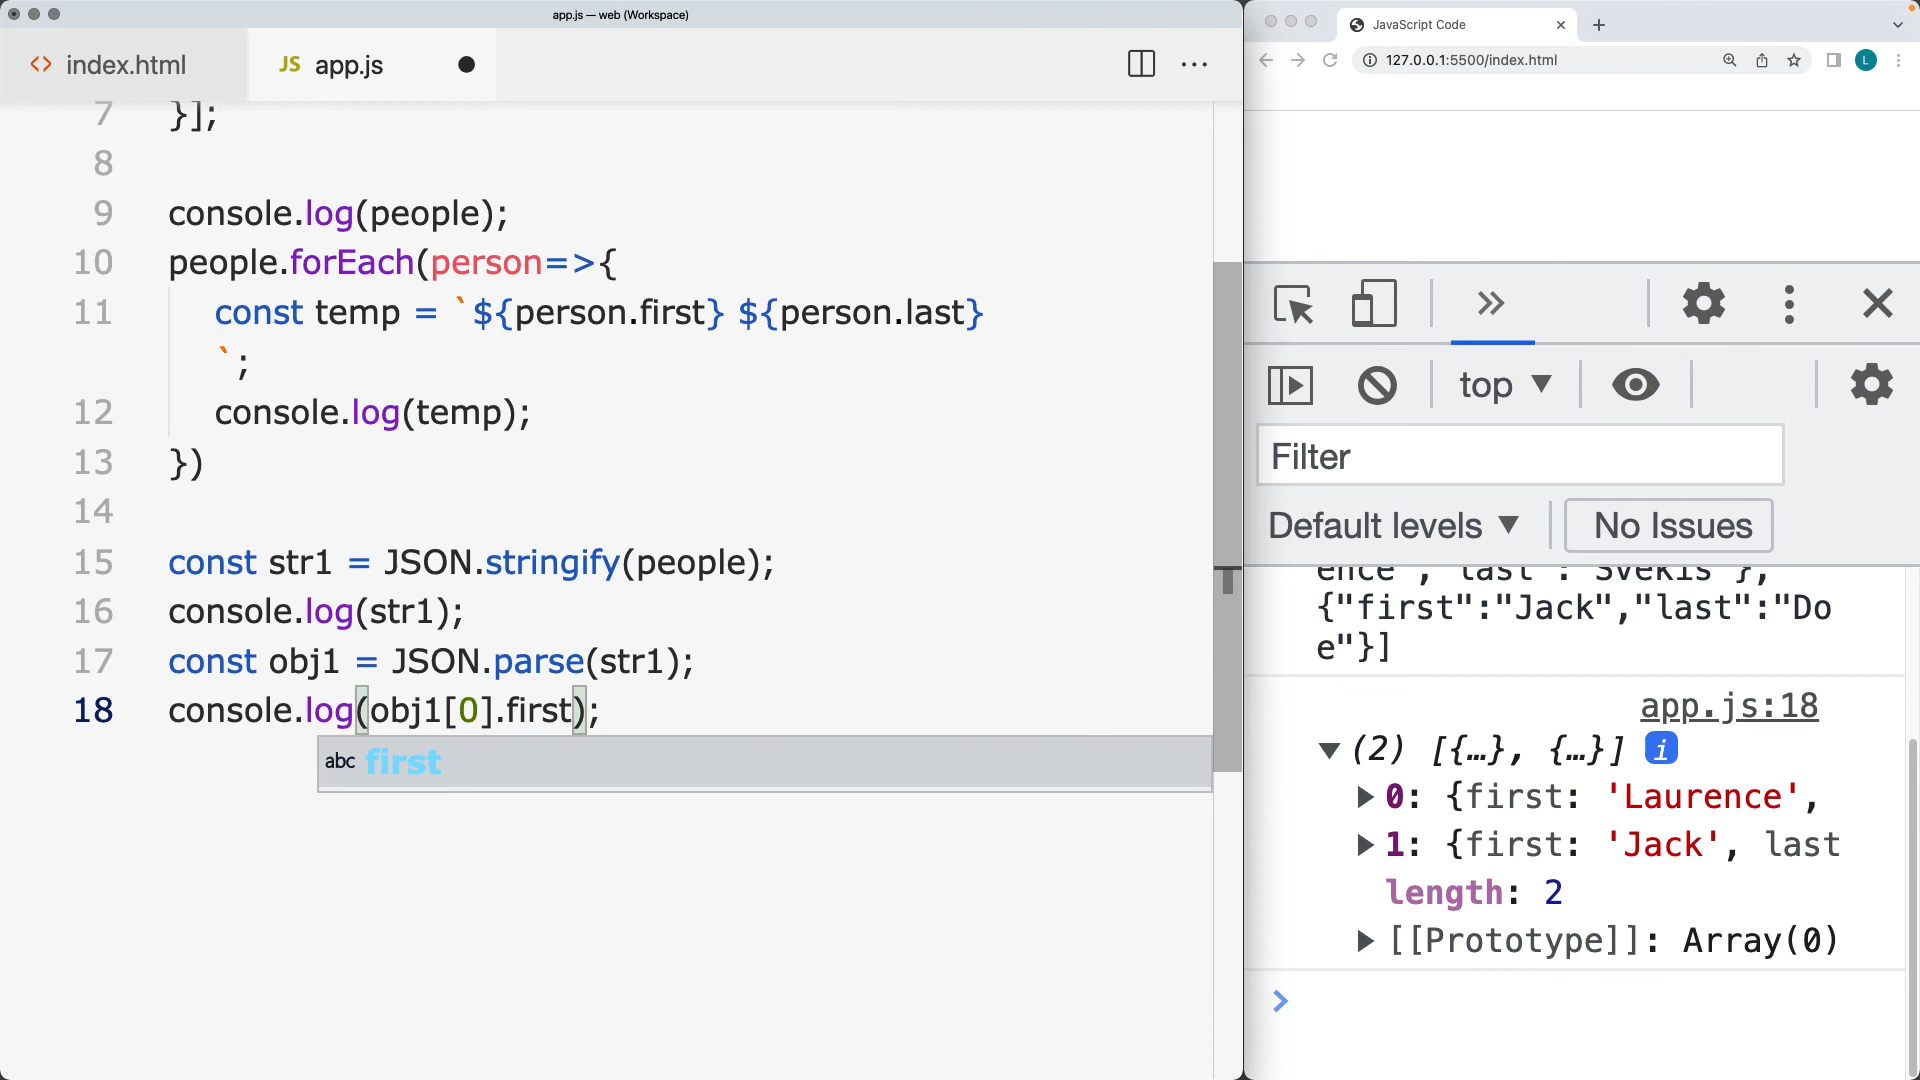 app.js — web (Workspace)
<> index.html
JS app.js
7 }];
8
9 console.log(people);
10 people.forEach(person=>{
11 const temp = `${person.first} ${person.last}
`;
12 console.log(temp);
13 })
14
15 const str1 = JSON.stringify(people);
16 console.log(str1);
17 const obj1 = JSON.parse(str1);
18 console.log(obj1[0].first);
abc first
JavaScript Code
127.0.0.1:5500/index.html
L
top
Filter
Default levels
No Issues
ence","last":"Svekis"},
{"first":"Jack","last":"Do
e"}]
app.js:18
(2) [{…}, {…}] i
0: {first: 'Laurence',
1: {first: 'Jack', last
length: 2
[[Prototype]]: Array(0)